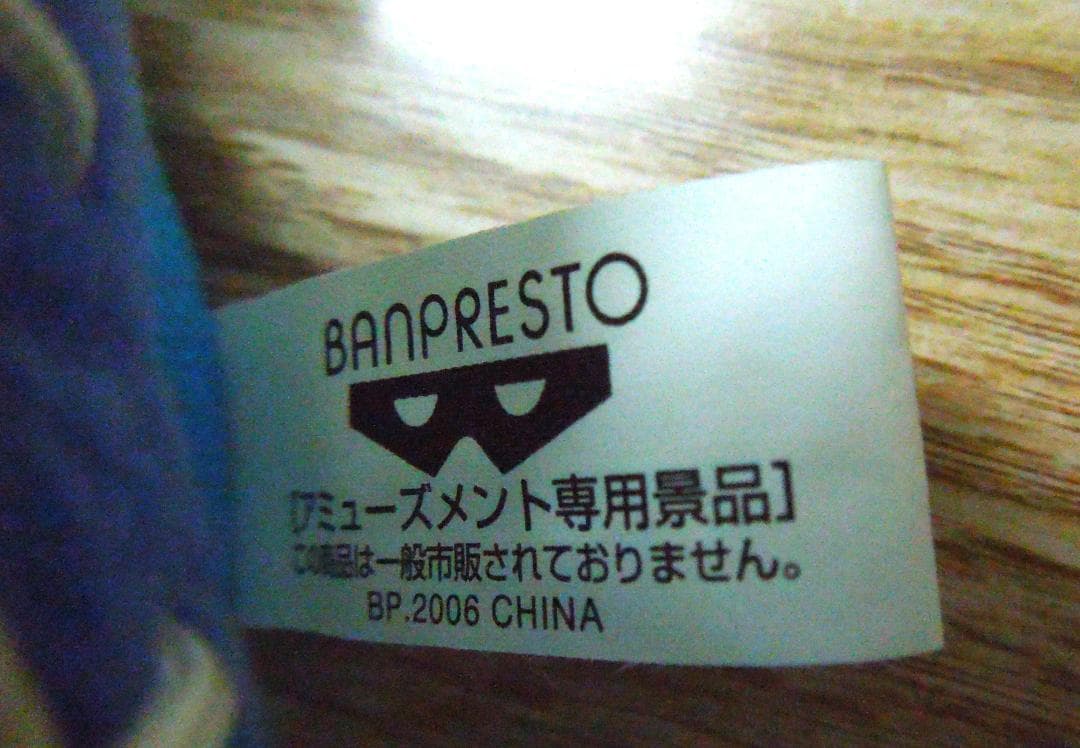 BANPRESTO
[アミューズメント専用景品]
この商品は一般市販されておりません。
BP.2006 CHINA